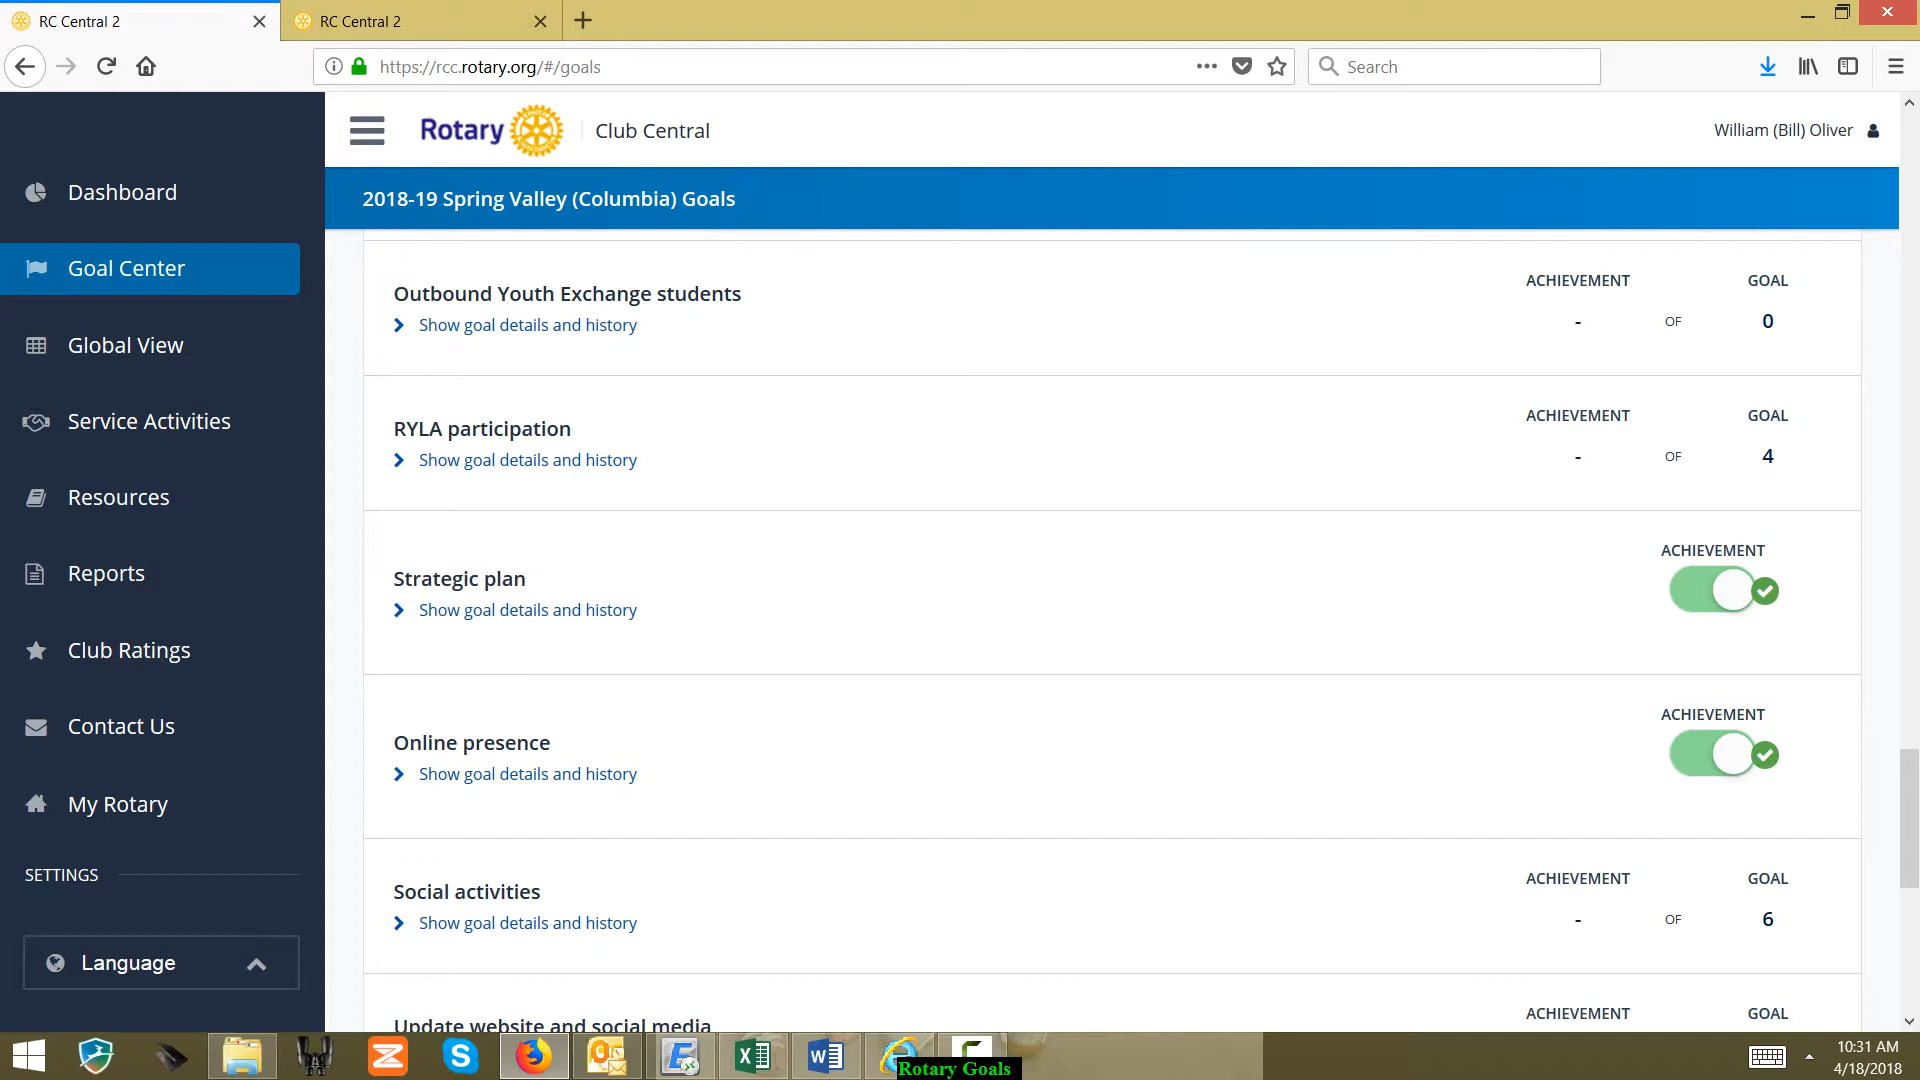 RC Central 2
RC Central 2
https://rcc.rotary.org/#/goals
Search
Rotary
Club Central
William (Bill) Oliver
2018-19 Spring Valley (Columbia) Goals
Dashboard
Goal Center
Global View
Service Activities
Resources
Reports
Club Ratings
Contact Us
My Rotary
SETTINGS
Language
Outbound Youth Exchange students
Show goal details and history
ACHIEVEMENT GOAL
- OF 0
RYLA participation
Show goal details and history
ACHIEVEMENT GOAL
- OF 4
Strategic plan
Show goal details and history
ACHIEVEMENT
Online presence
Show goal details and history
ACHIEVEMENT
Social activities
Show goal details and history
ACHIEVEMENT GOAL
- OF 6
Update website and social media
ACHIEVEMENT GOAL
Rotary Goals
10:31 AM
4/18/2018